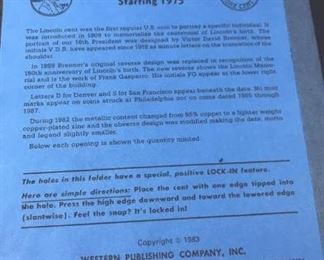 Starting 1975
The Lincoln cent was the first regular U.S. coin to portray a specific individual. It
was introduced in 1909 to memorialize the centennial of Lincoln's birth. The
portrait of our 16th President was designed by Victor David Brenner, whose
initials V.D.B. have appeared since 1918 as minute letters on the truncation of the
shoulder.
In 1959 Brenner's original reverse design was replaced in recognition of the
150th anniversary of Lincoln's birth. The new reverse shows the Lincoln Memo-
rial and is the work of Frank Gasparro. His initials FG appear at the lower right
corner of the building.
Letters D for Denver and S for San Francisco appear beneath the date. No mint
marks appear on coins struck at Philadelphia nor on coins dated 1965 through
1967.
During 1982 the metallic content changed from 95% copper to a lighter weight
copper-plated zinc and the obverse design was modified making date, motto
and legend slightly smaller.
Below each opening is shown the quantity minted.
The holes in this folder have a special, positive LOCK-IN feature.
Here are simple directions: Place the cent with one edge tipped into
the hole. Press the high edge downward and toward the lowered edge
(slantwise). Feel the snap? It's locked in!
Copyright © 1983
WESTERN PUBLISHING COMPANY, INC.